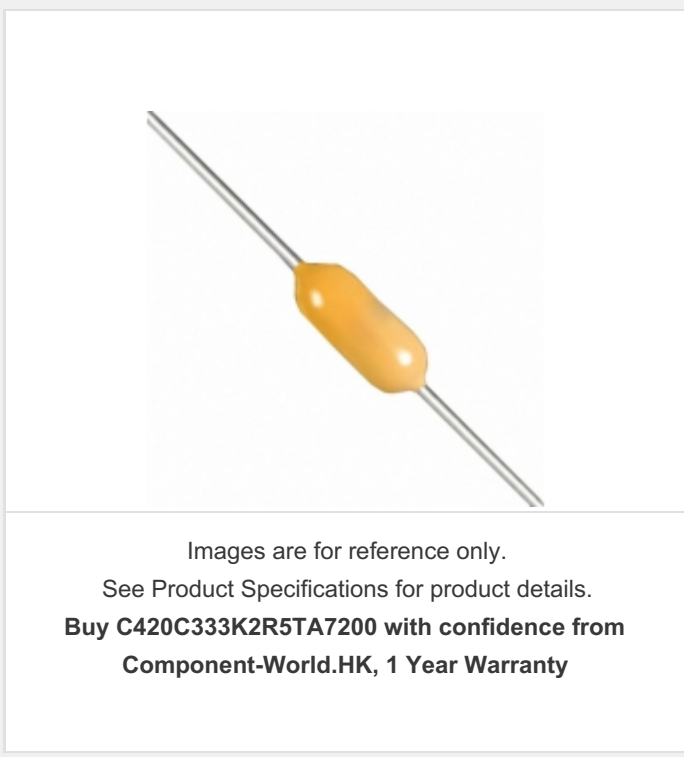 Images are for reference only.
See Product Specifications for product details.
Buy C420C333K2R5TA7200 with confidence from
Component-World.HK, 1 Year Warranty